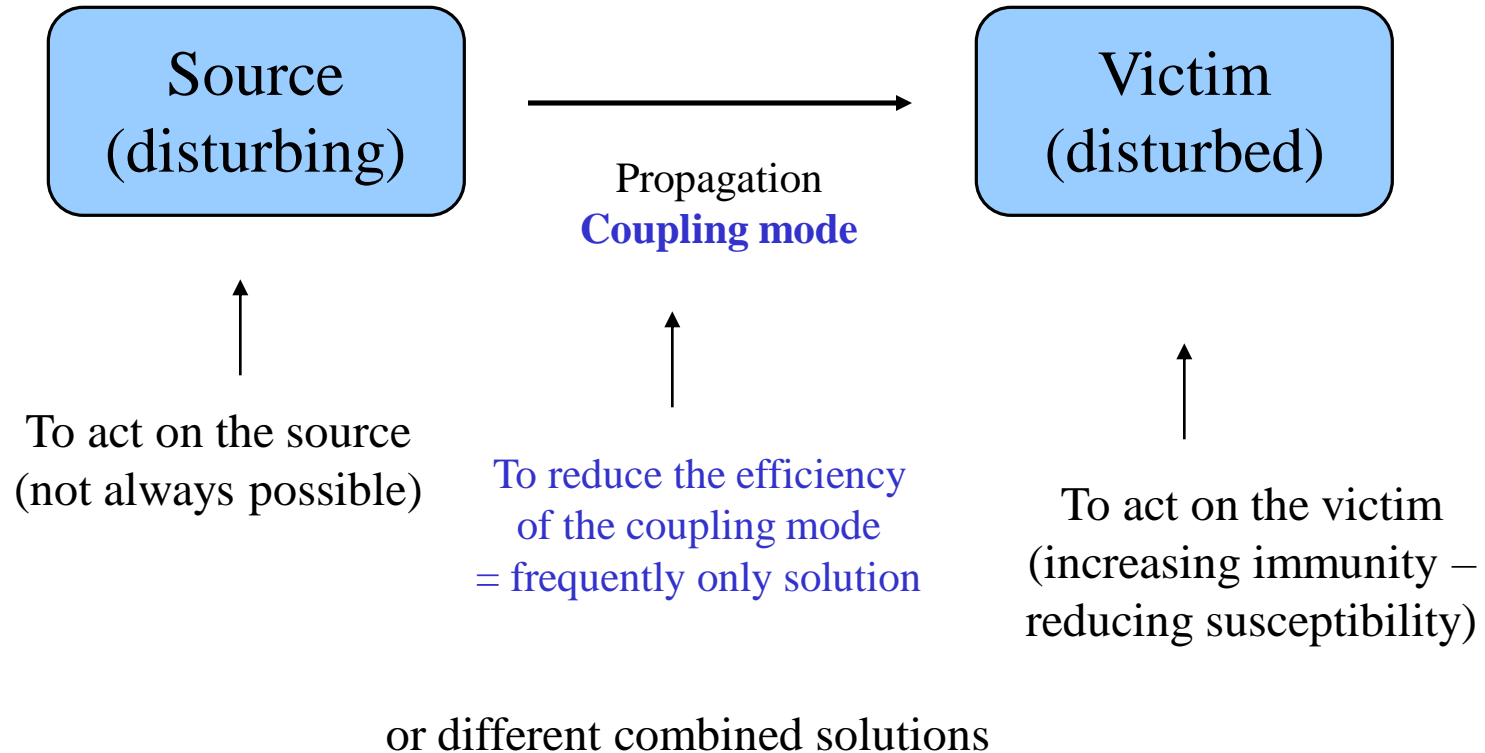 Source
(disturbing)
Victim
(disturbed)
Propagation
Coupling mode
To act on the source
(not always possible)
To reduce the efficiency
of the coupling mode
= frequently only solution
To act on the victim
(increasing immunity –
reducing susceptibility)
or different combined solutions